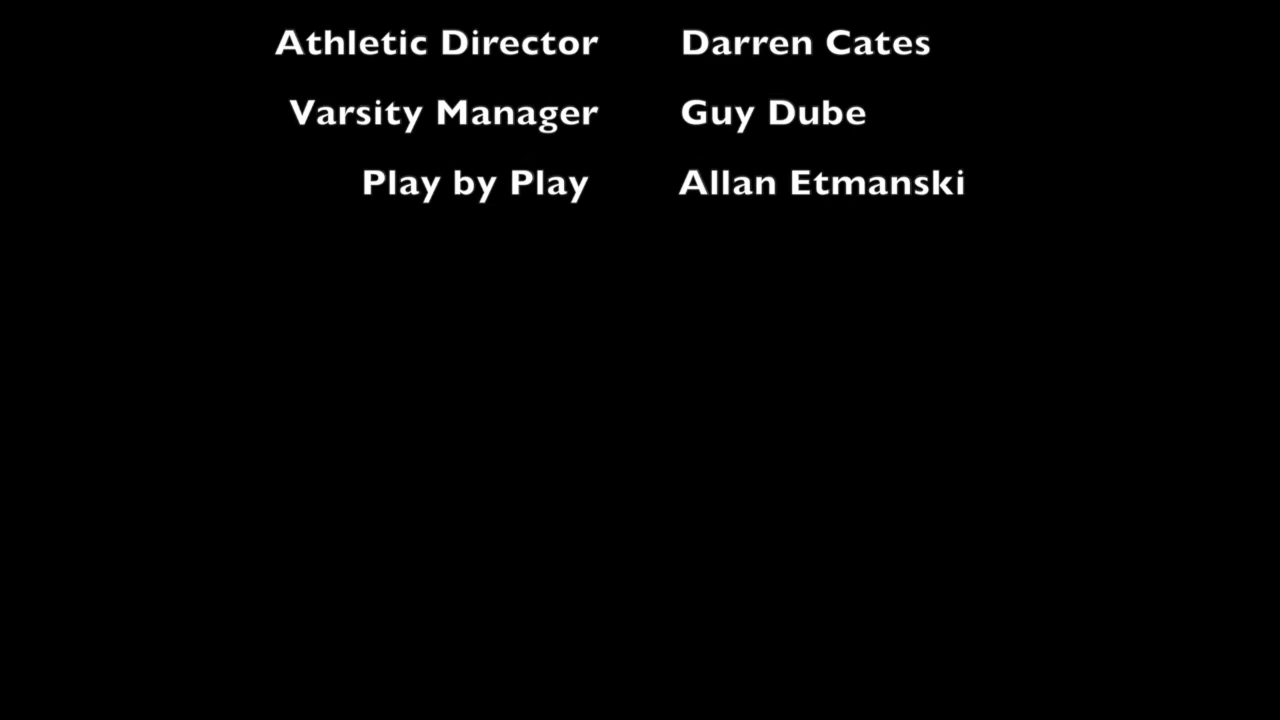 Athletic Director Darren Cates
Varsity Manager Guy Dube
Play by Play Allan Etmanski